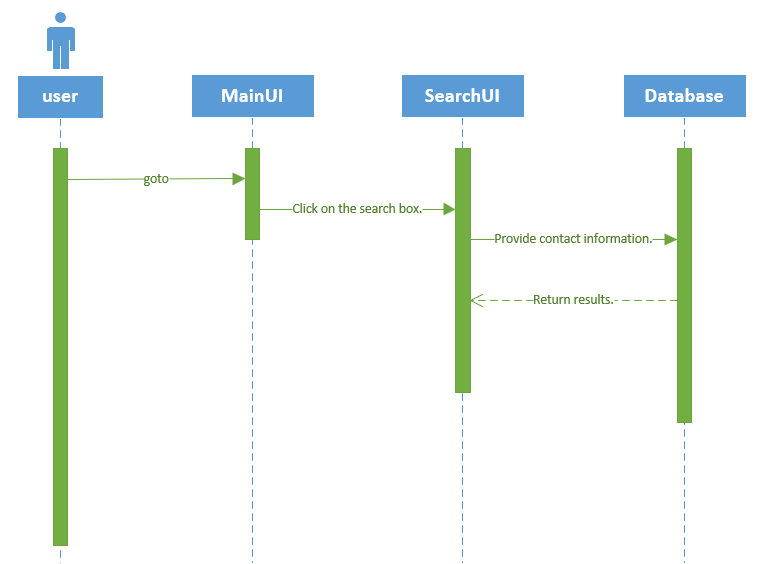 user
MainUI
SearchUI
Database
goto
Click on the search box.
Provide contact information.
Return results.